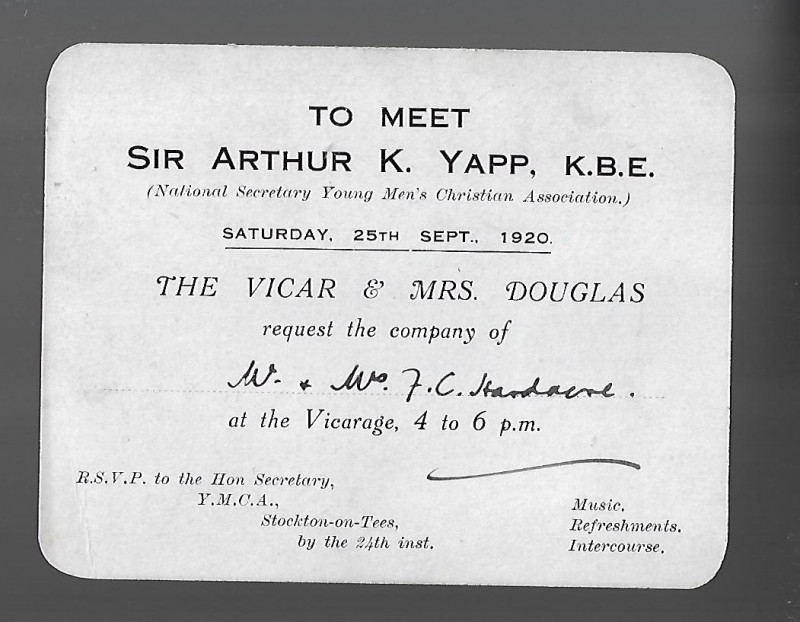 TO MEET
SIR ARTHUR K. YAPP, K.B.E.
(National Secretary Young Men's Christian Association.)
SATURDAY, 25TH SEPT., 1920.
THE VICAR & MRS. DOUGLAS
request the company of
Mr. & Mrs. F. C. Hardacre.
at the Vicarage, 4 to 6 p.m.
R.S.V.P. to the Hon Secretary,
Y.M.C.A.,
Stockton-on-Tees,
by the 24th inst.
Music.
Refreshments.
Intercourse.